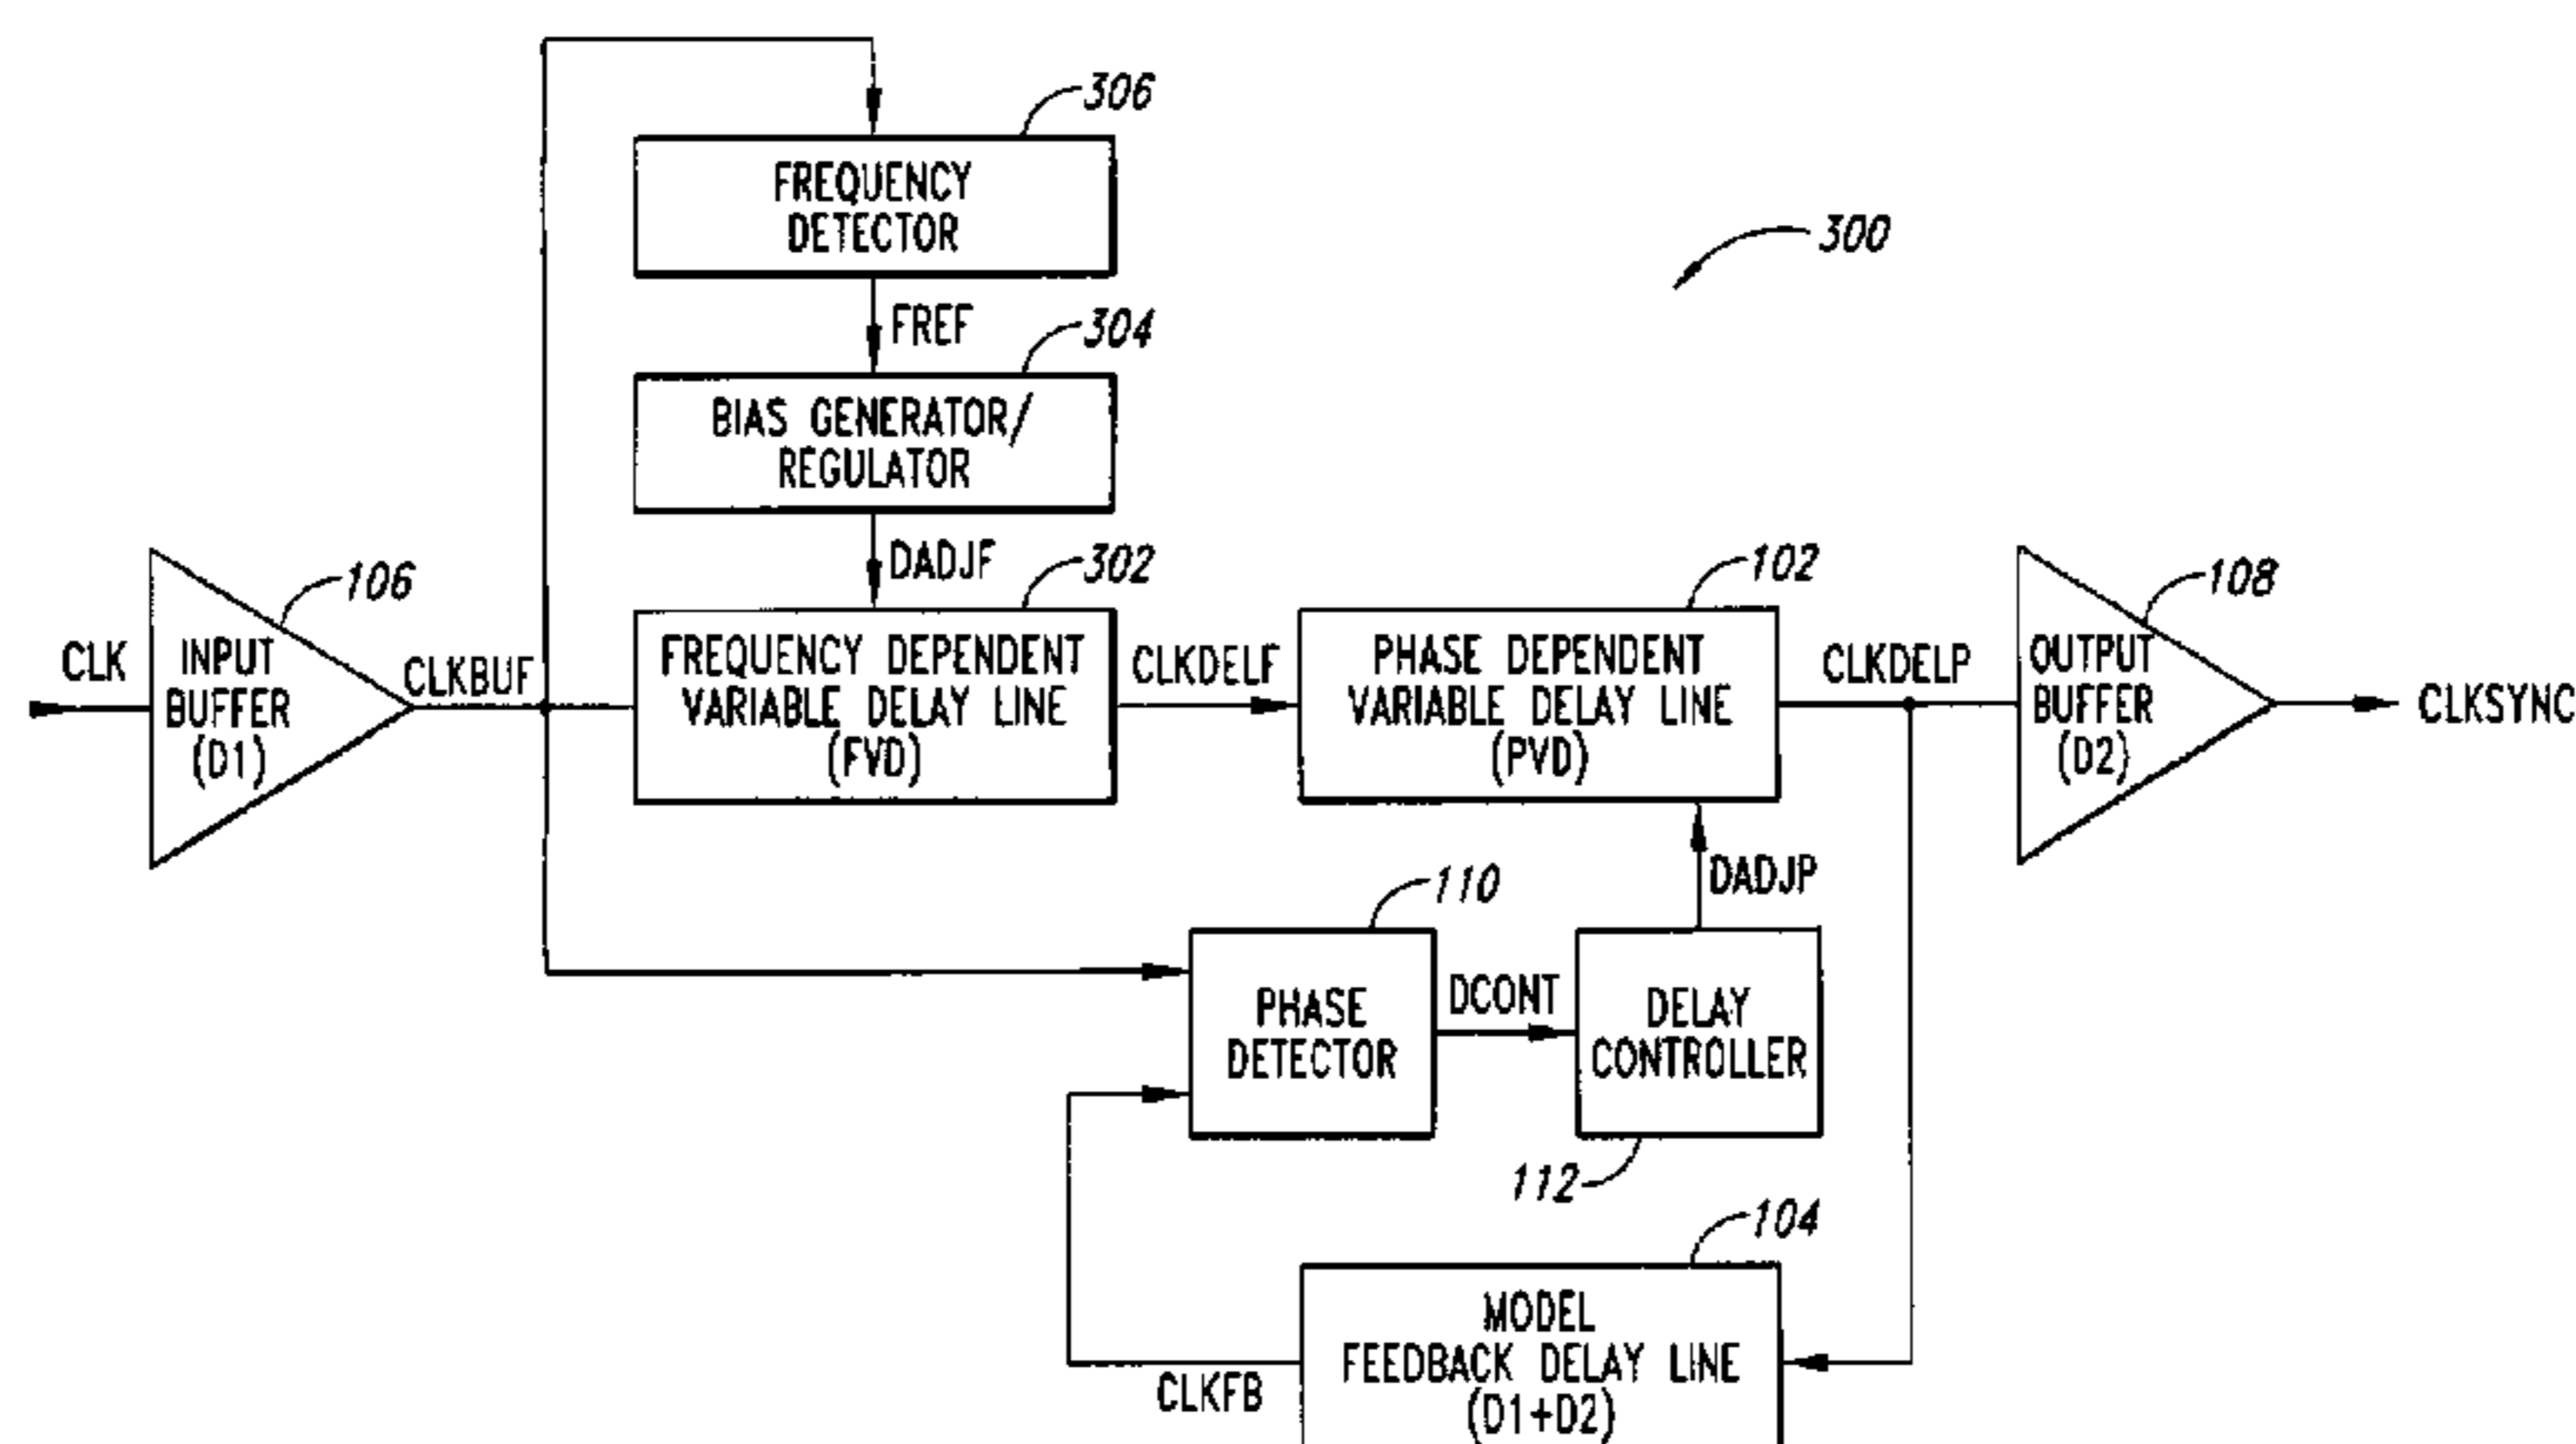 306
FREQUENCY
DETECTOR
300
FREF
304
BIAS GENERATOR/
REGULATOR
DADJF
302
102
108
106
CLK
INPUT
BUFFER
(D1)
CLKBUF
FREQUENCY DEPENDENT
VARIABLE DELAY LINE
(FVD)
CLKDELF
PHASE DEPENDENT
VARIABLE DELAY LINE
(PVD)
CLKDELP
OUTPUT
BUFFER
(D2)
CLKSYNC
DADJP
110
PHASE
DETECTOR
DCONT
DELAY
CONTROLLER
112
104
MODEL
FEEDBACK DELAY LINE
(D1+D2)
CLKFB